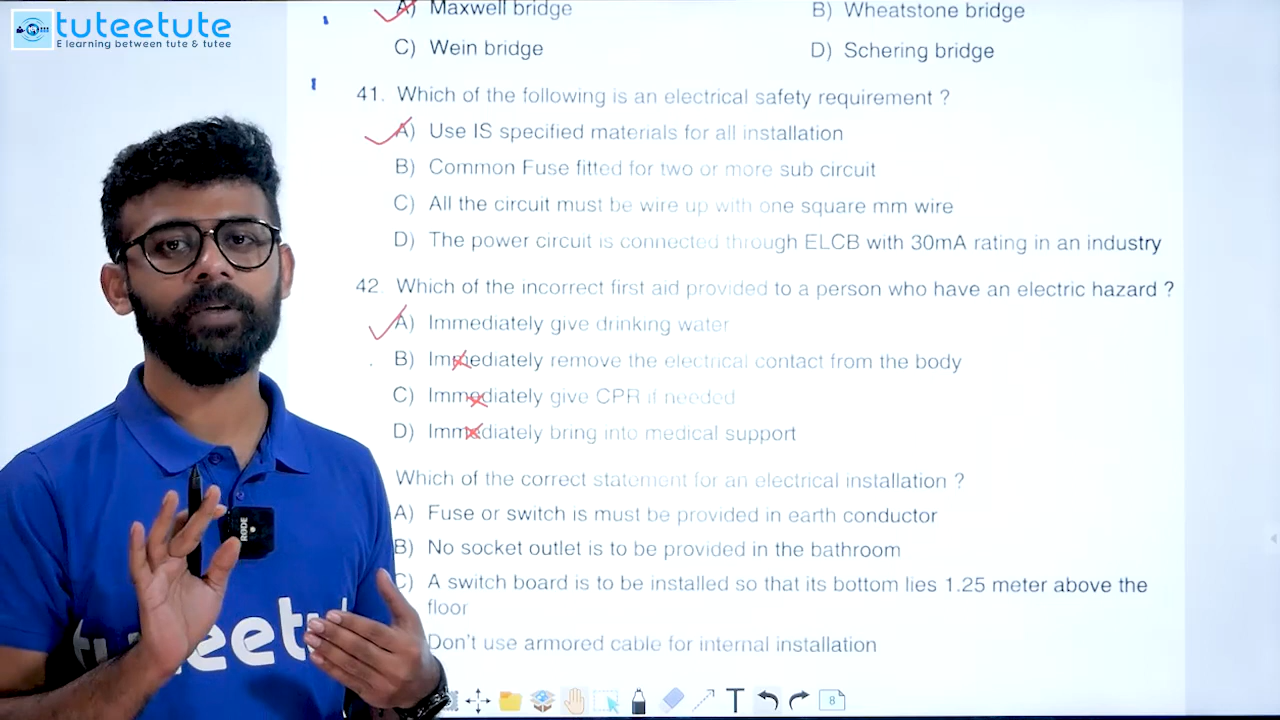 tuteetute
E learning between tute & tutee
A) Maxwell bridge B) Wheatstone bridge
C) Wein bridge D) Schering bridge
41. Which of the following is an electrical safety requirement ?
A) Use IS specified materials for all installation
B) Common Fuse fitted for two or more sub circuit
C) All the circuit must be wire up with one square mm wire
D) The power circuit is connected through ELCB with 30mA rating in an industry
42. Which of the incorrect first aid provided to a person who have an electric hazard ?
A) Immediately give drinking water
B) Immediately remove the electrical contact from the body
C) Immediately give CPR if needed
D) Immediately bring into medical support
Which of the correct statement for an electrical installation ?
A) Fuse or switch is must be provided in earth conductor
B) No socket outlet is to be provided in the bathroom
C) A switch board is to be installed so that its bottom lies 1.25 meter above the
floor
Don't use armored cable for internal installation
RODE
T 8